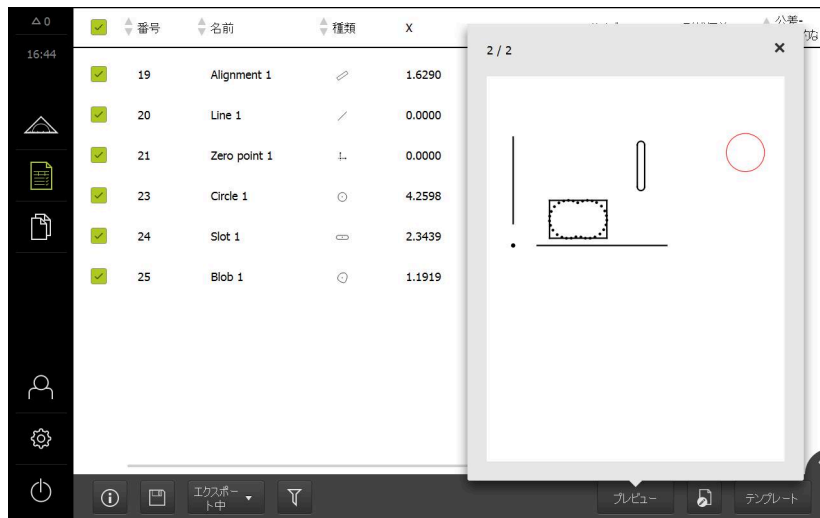 △ 0
16:44
番号
名前
種類
X
公差-
19 Alignment 1 1.6290
20 Line 1 0.0000
21 Zero point 1 0.0000
23 Circle 1 4.2598
24 Slot 1 2.3439
25 Blob 1 1.1919
2 / 2
エクスポー
ト中
プレビュー
テンプレート